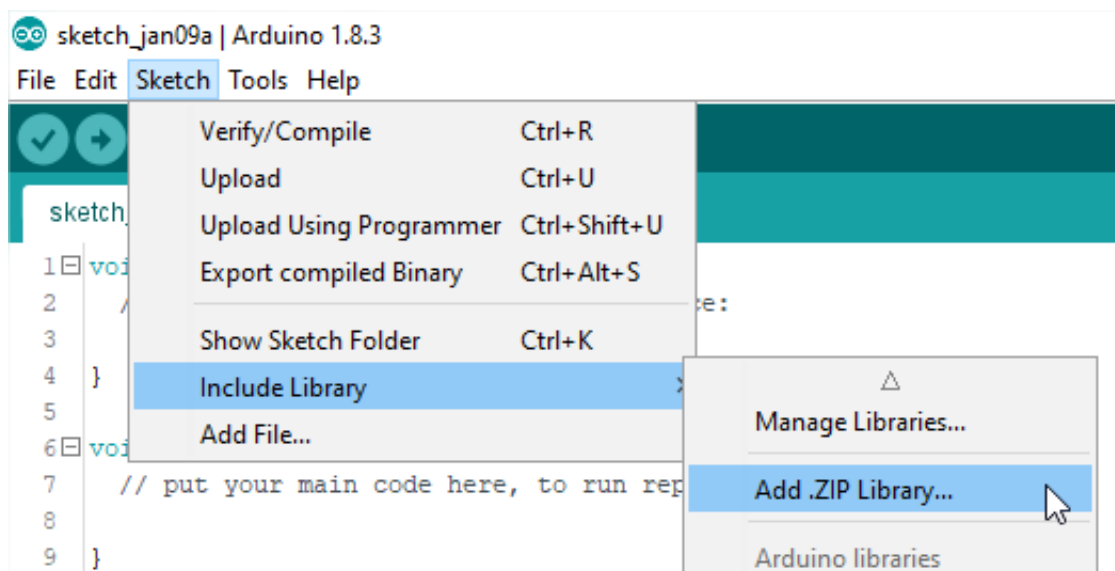 sketch_jan09a | Arduino 1.8.3
File Edit Sketch Tools Help
Verify/Compile Ctrl+R
Upload Ctrl+U
Upload Using Programmer Ctrl+Shift+U
Export compiled Binary Ctrl+Alt+S
Show Sketch Folder Ctrl+K
Include Library
Add File...
Manage Libraries...
Add .ZIP Library...
Arduino libraries
sketch_
1 voi
2 /
3
4 }
5
6 voi
7 // put your main code here, to run rep
8
9 }